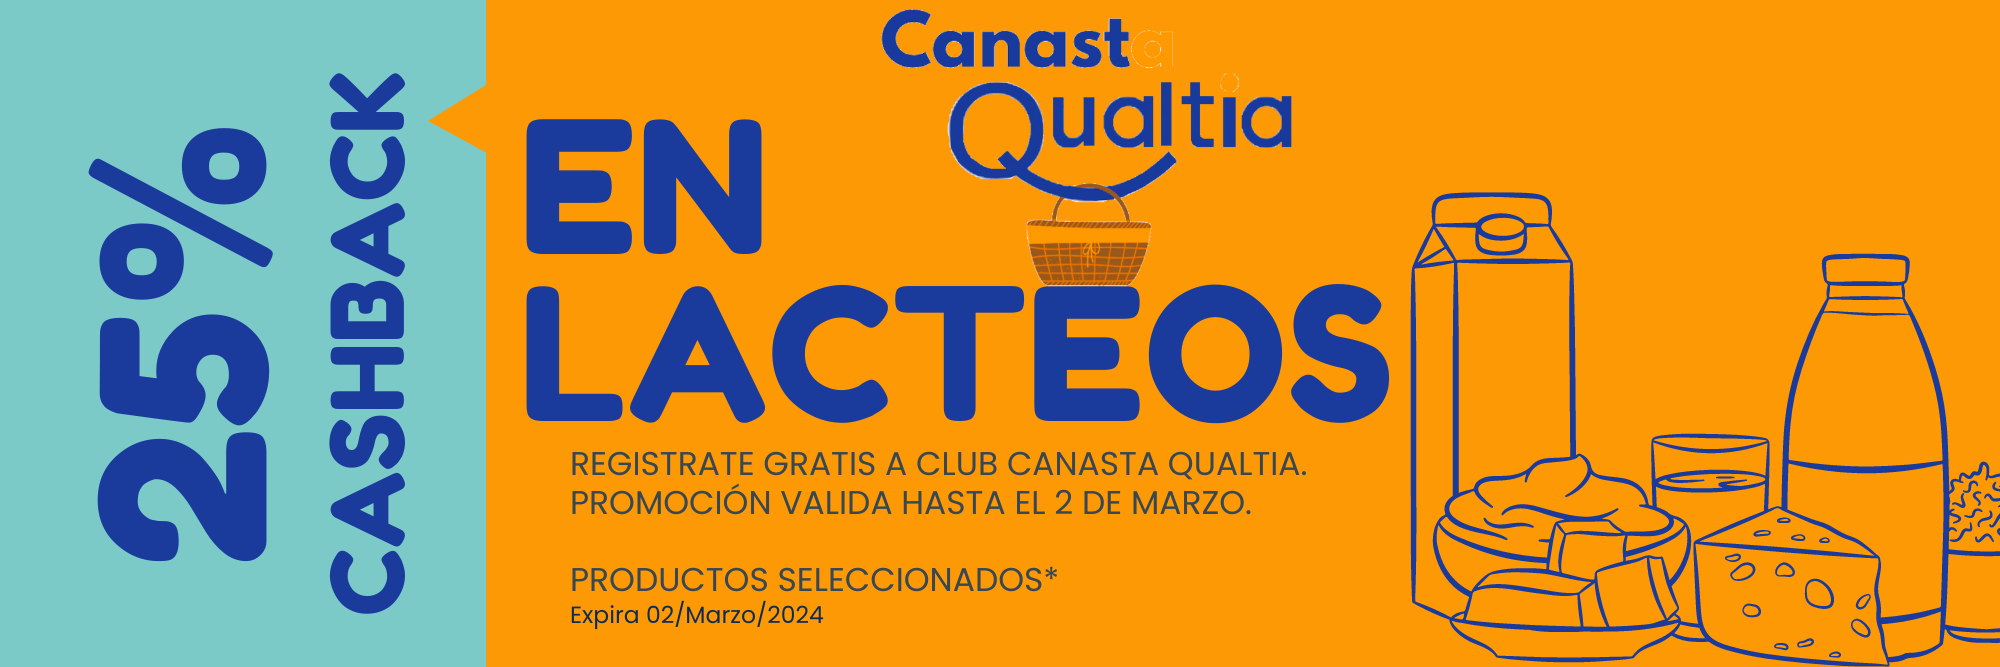 25%
CASHBACK
Canasta
Qualtia
EN
LACTEOS
REGISTRATE GRATIS A CLUB CANASTA QUALTIA.
PROMOCIÓN VALIDA HASTA EL 2 DE MARZO.
PRODUCTOS SELECCIONADOS*
Expira 02/Marzo/2024